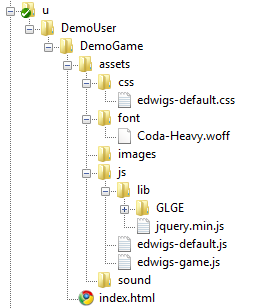 u
DemoUser
DemoGame
assets
css
edwigs-default.css
font
Coda-Heavy.woff
images
js
lib
GLGE
jquery.min.js
edwigs-default.js
edwigs-game.js
sound
index.html